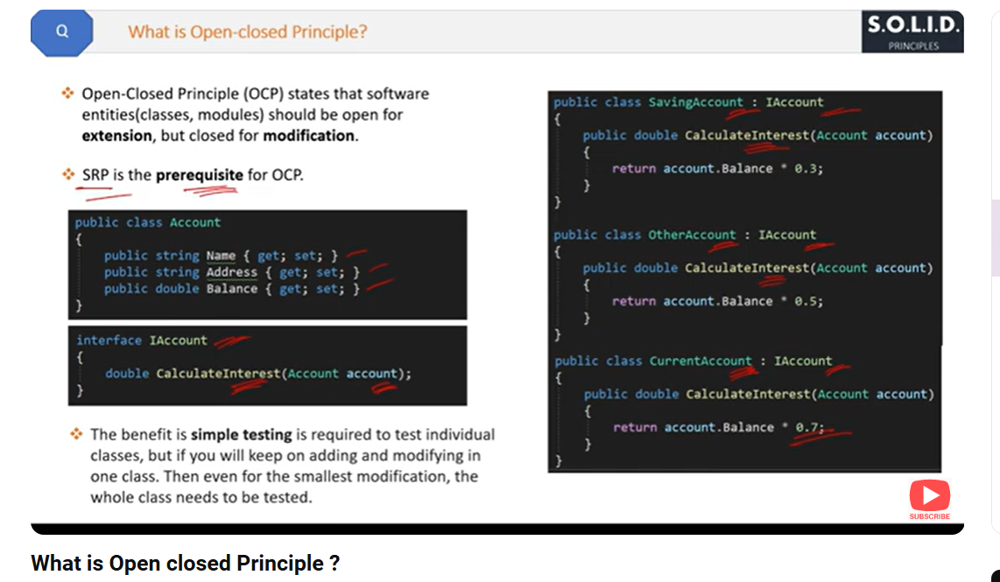 Q
What is Open-closed Principle?
S.O.L.I.D.
PRINCIPLES
Open-Closed Principle (OCP) states that software
entities(classes, modules) should be open for
extension, but closed for modification.
SRP is the prerequisite for OCP.
public class Account
{
public string Name { get; set; }
public string Address { get; set; }
public double Balance { get; set; }
}
interface IAccount
{
double CalculateInterest(Account account);
}
The benefit is simple testing is required to test individual
classes, but if you will keep on adding and modifying in
one class. Then even for the smallest modification, the
whole class needs to be tested.
public class SavingAccount : IAccount
{
public double CalculateInterest(Account account)
{
return account.Balance * 0.3;
}
}
public class OtherAccount : IAccount
{
public double CalculateInterest(Account account)
{
return account.Balance * 0.5;
}
}
public class CurrentAccount : IAccount
{
public double CalculateInterest(Account account)
{
return account.Balance * 0.7;
}
}
SUBSCRIBE
What is Open closed Principle ?